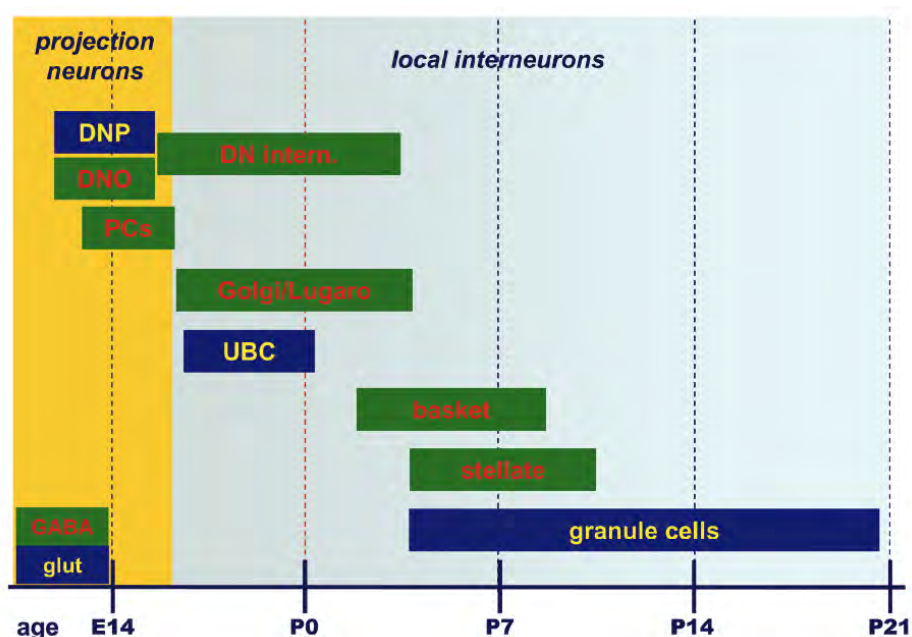 projection
neurons
local interneurons
DNP
DN intern.
DNO
PCs
Golgi/Lugaro
UBC
basket
stellate
GABA
granule cells
glut
age E14 P0 P7 P14 P21